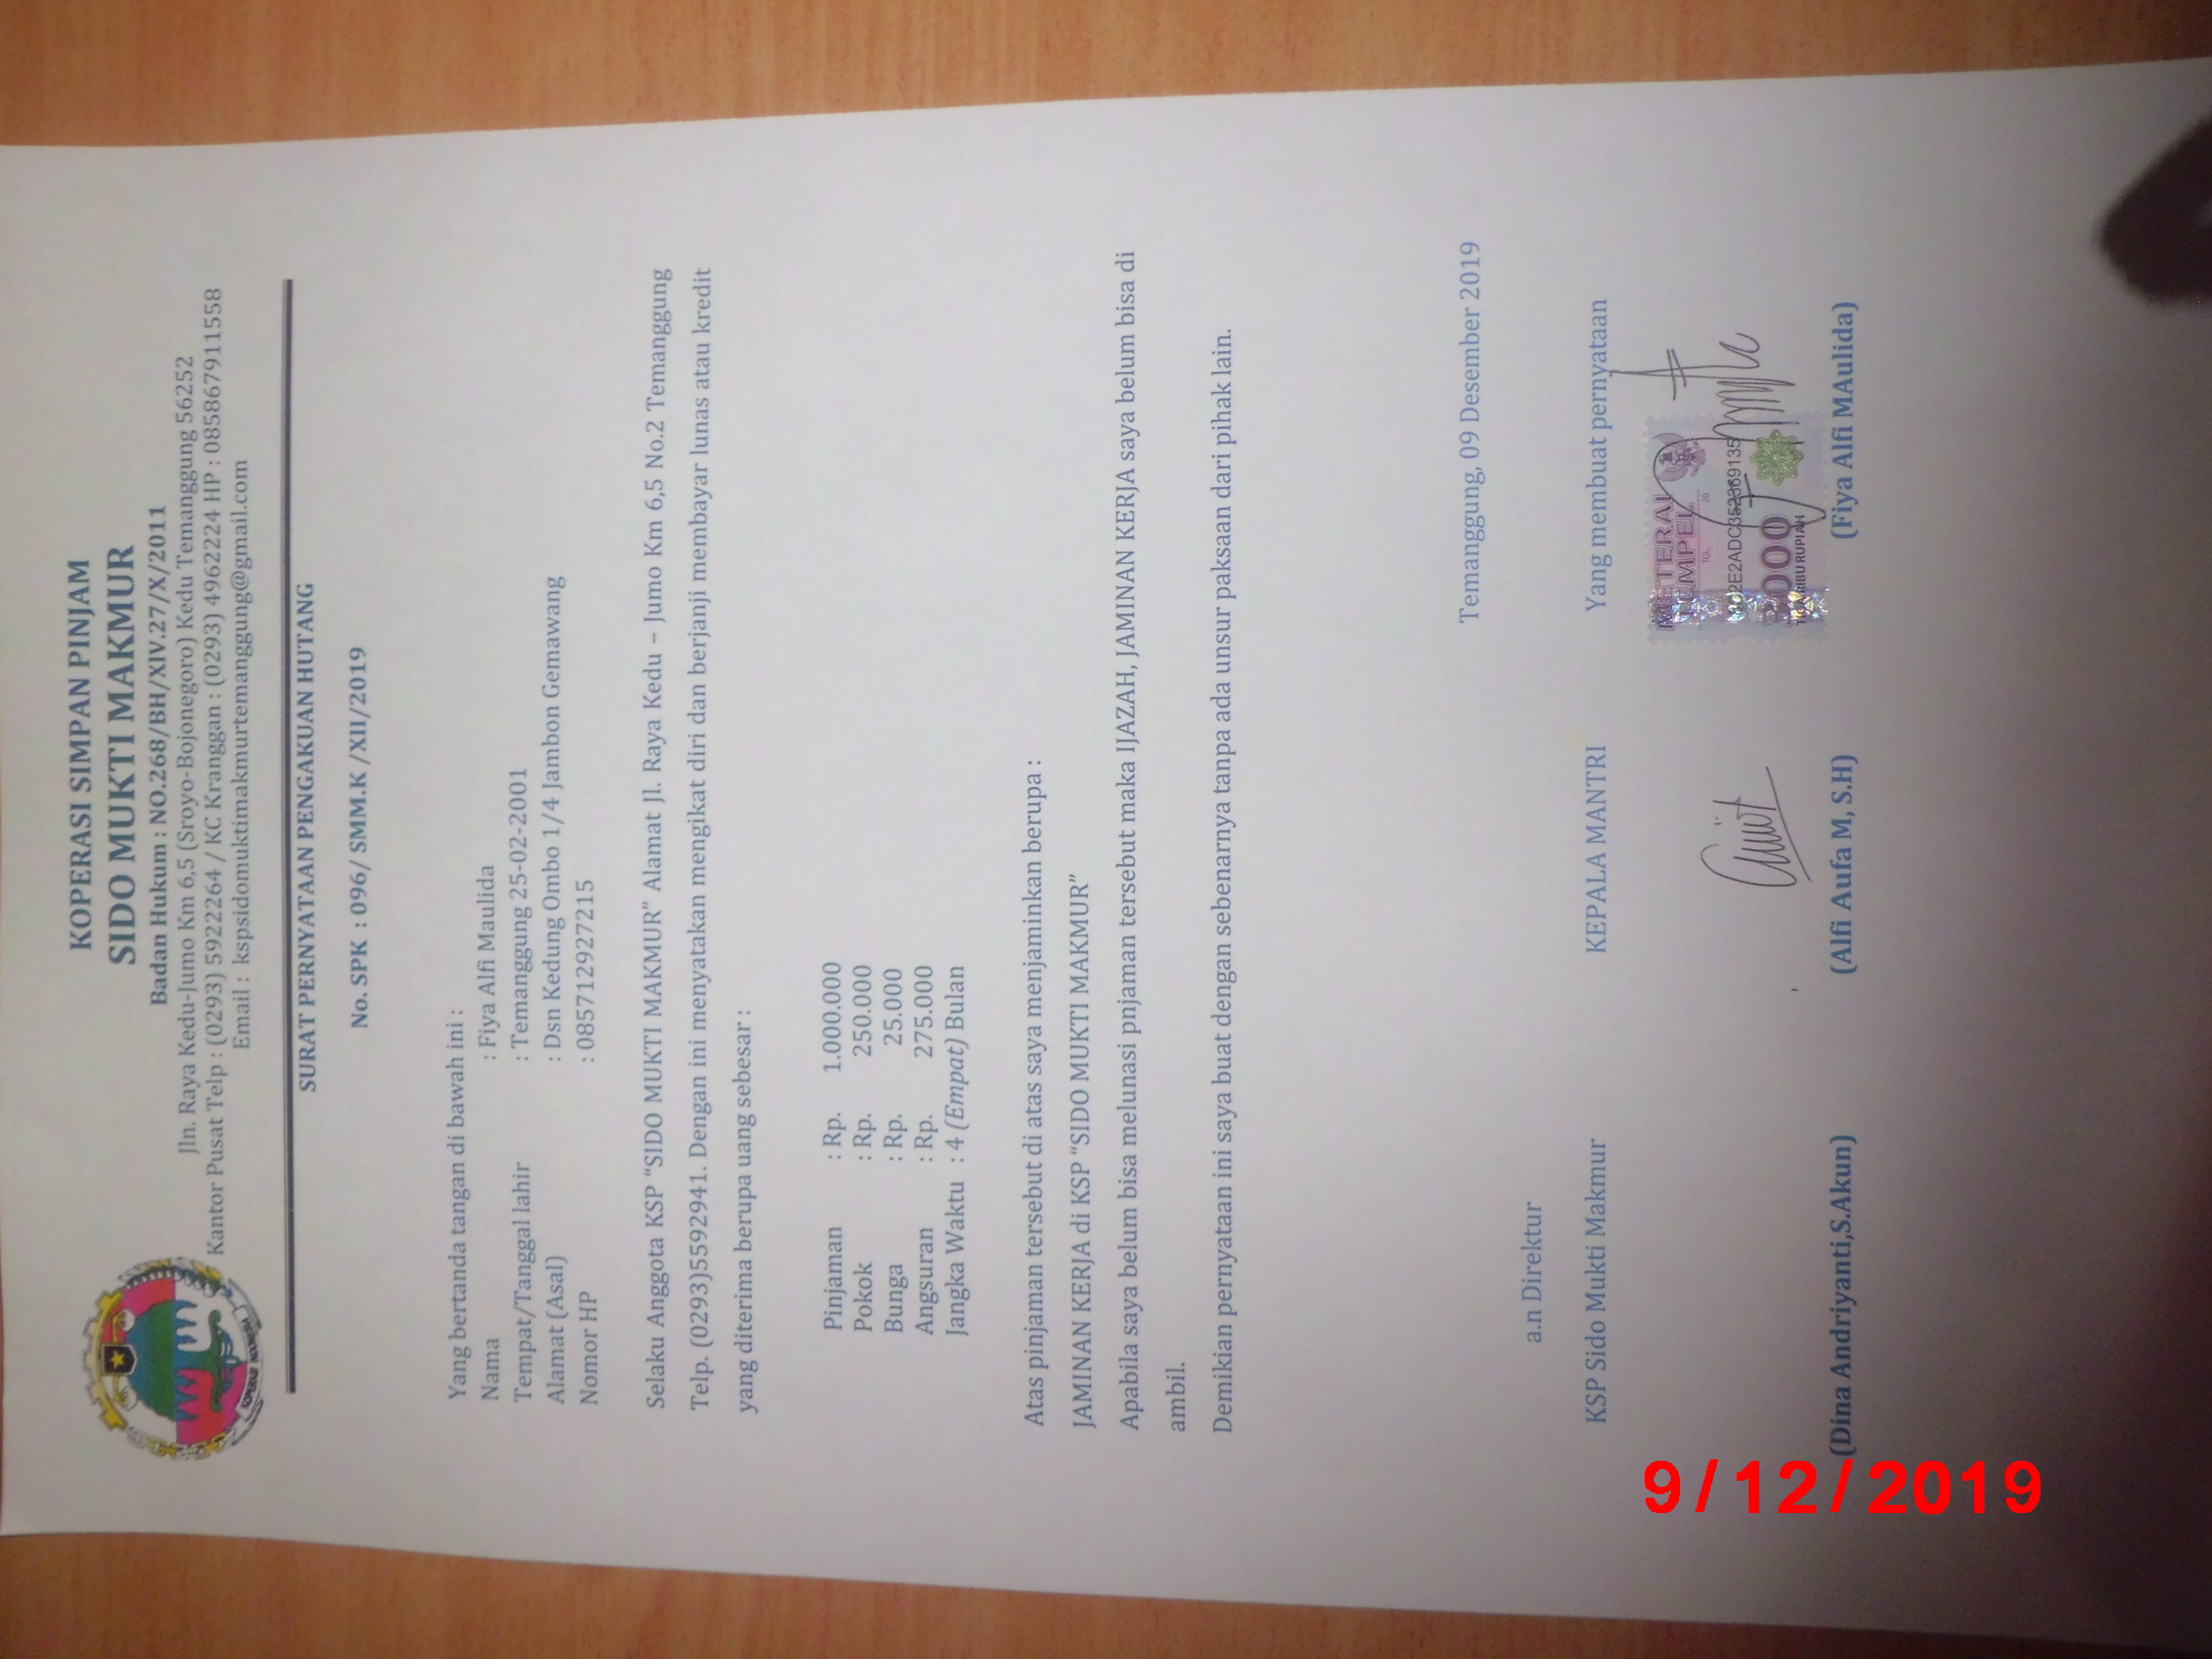 KOPERASI SIMPAN PINJAM
SIDO MUKTI MAKMUR
Badan Hukum : NO.268/BH/XIV.27/X/2011
Jln. Raya Kedu-Jumo Km 6,5 (Sroyo-Bojonegoro) Kedu Temanggung 56252
Kantor Pusat Telp : (0293) 5922264 / KC Kranggan : (0293) 4962224 HP : 085867911558
Email : kspsidomuktimakmurtemanggung@gmail.com
SURAT PERNYATAAN PENGAKUAN HUTANG
No. SPK : 096/ SMM.K /XII/2019
Yang bertanda tangan di bawah ini :
Nama : Fiya Alfi Maulida
Tempat/Tanggal lahir : Temanggung 25-02-2001
Alamat (Asal) : Dsn Kedung Ombo 1/4 Jambon Gemawang
Nomor HP : 085712927215
Selaku Anggota KSP "SIDO MUKTI MAKMUR" Alamat Jl. Raya Kedu – Jumo Km 6,5 No.2 Temanggung
Telp. (0293)5592941. Dengan ini menyatakan mengikat diri dan berjanji membayar lunas atau kredit
yang diterima berupa uang sebesar :
Pinjaman : Rp. 1.000.000
Pokok : Rp. 250.000
Bunga : Rp. 25.000
Angsuran : Rp. 275.000
Jangka Waktu : 4 (Empat) Bulan
Atas pinjaman tersebut di atas saya menjaminkan berupa :
JAMINAN KERJA di KSP "SIDO MUKTI MAKMUR"
Apabila saya belum bisa melunasi pnjaman tersebut maka IJAZAH, JAMINAN KERJA saya belum bisa di
ambil.
Demikian pernyataan ini saya buat dengan sebenarnya tanpa ada unsur paksaan dari pihak lain.
Temanggung, 09 Desember 2019
a.n Direktur
KSP Sido Mukti Makmur KEPALA MANTRI Yang membuat pernyataan
METERAI
TEMPEL
TGL. 20
RIBU RUPIAH
(Dina Andriyanti,S.Akun) (Alfi Aufa M, S.H) (Fiya Alfi MAulida)
9/12/2019